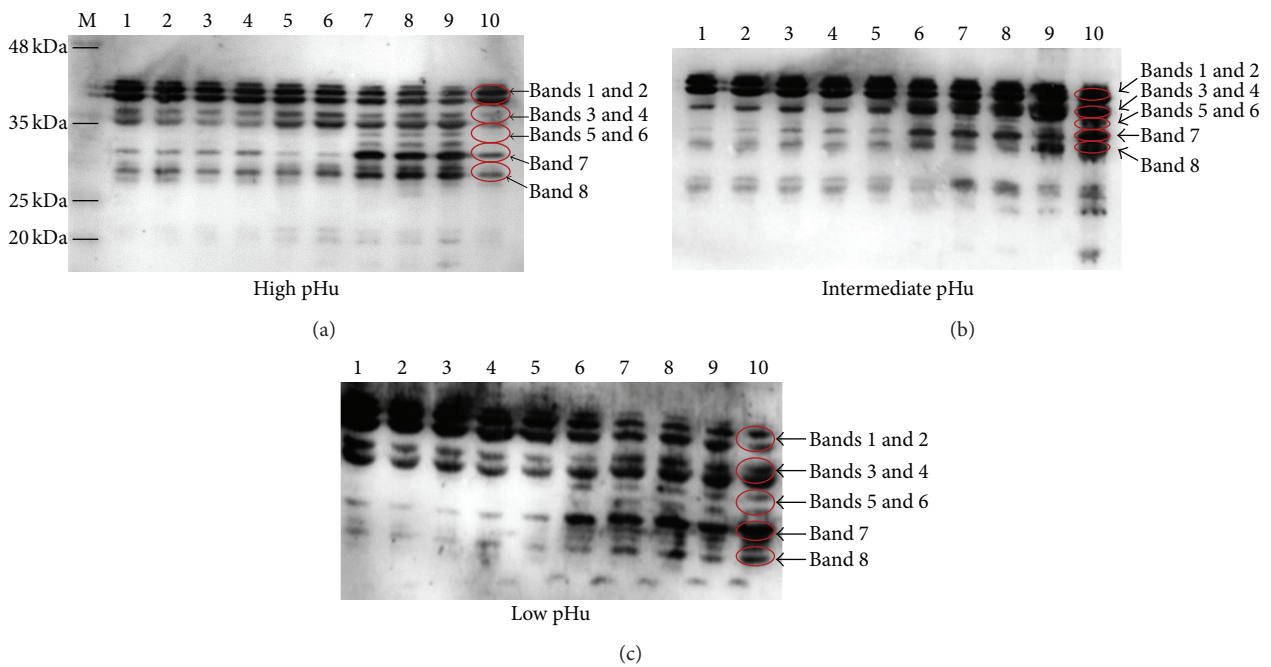 M 1 2 3 4 5 6 7 8 9 10
48 kDa
35 kDa
25 kDa
20 kDa
Bands 1 and 2
Bands 3 and 4
Bands 5 and 6
Band 7
Band 8
High pHu
(a)
1 2 3 4 5 6 7 8 9 10
Bands 1 and 2
Bands 3 and 4
Bands 5 and 6
Band 7
Band 8
Intermediate pHu
(b)
1 2 3 4 5 6 7 8 9 10
Bands 1 and 2
Bands 3 and 4
Bands 5 and 6
Band 7
Band 8
Low pHu
(c)